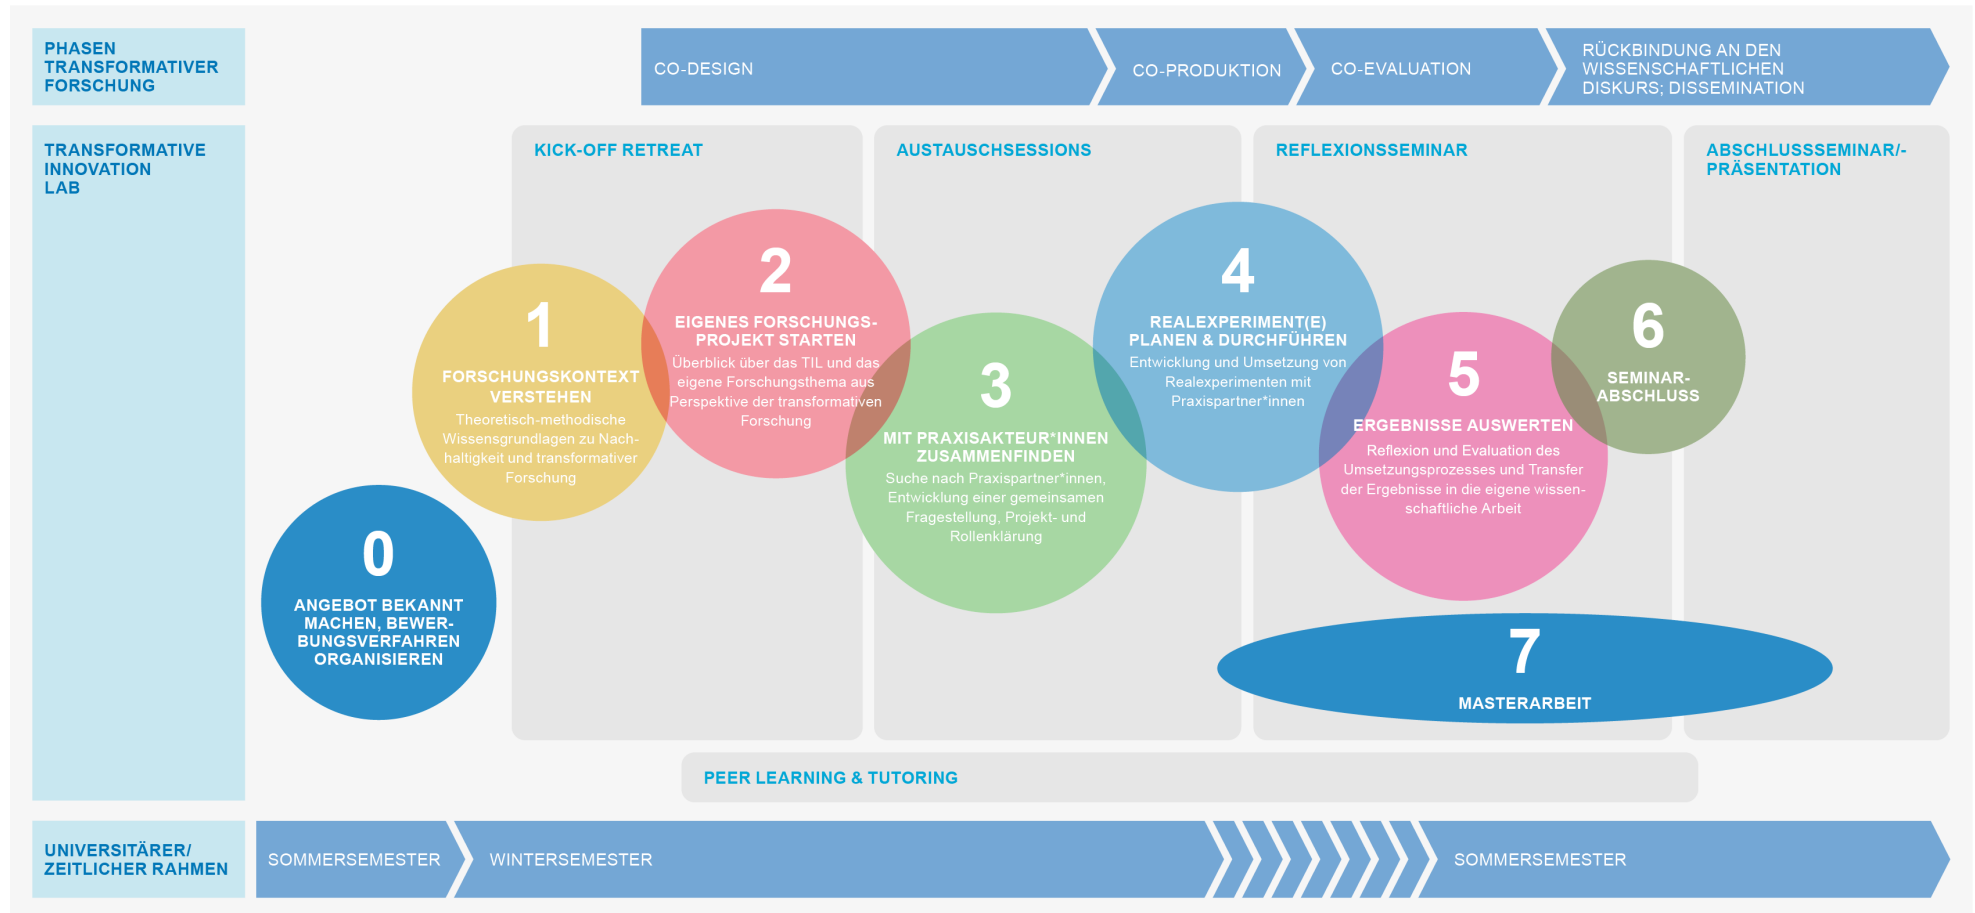 PHASEN
TRANSFORMATIVER
FORSCHUNG
CO-DESIGN
CO-PRODUKTION
CO-EVALUATION
RÜCKBINDUNG AN DEN
WISSENSCHAFTLICHEN
DISKURS; DISSEMINATION
TRANSFORMATIVE
INNOVATION
LAB
KICK-OFF RETREAT
AUSTAUSCHSESSIONS
REFLEXIONSSEMINAR
ABSCHLUSSSEMINAR/-
PRÄSENTATION
0
ANGEBOT BEKANNT
MACHEN, BEWER-
BUNGSVERFAHREN
ORGANISIEREN
1
FORSCHUNGSKONTEXT
VERSTEHEN
Theoretisch-methodische
Wissensgrundlagen zu Nach-
haltigkeit und transformativer
Forschung
2
EIGENES FORSCHUNGS-
PROJEKT STARTEN
Überblick über das TIL und das
eigene Forschungsthema aus
Perspektive der transformativen
Forschung
3
MIT PRAXISAKTEUR*INNEN
ZUSAMMENFINDEN
Suche nach Praxispartner*innen,
Entwicklung einer gemeinsamen
Fragestellung, Projekt- und
Rollenklärung
4
REALEXPERIMENT(E)
PLANEN & DURCHFÜHREN
Entwicklung und Umsetzung von
Realexperimenten mit
Praxispartner*innen
5
ERGEBNISSE AUSWERTEN
Reflexion und Evaluation des
Umsetzungsprozesses und Transfer
der Ergebnisse in die eigene wissen-
schaftliche Arbeit
6
SEMINAR-
ABSCHLUSS
7
MASTERARBEIT
PEER LEARNING & TUTORING
UNIVERSITÄRER/
ZEITLICHER RAHMEN
SOMMERSEMESTER
WINTERSEMESTER
SOMMERSEMESTER